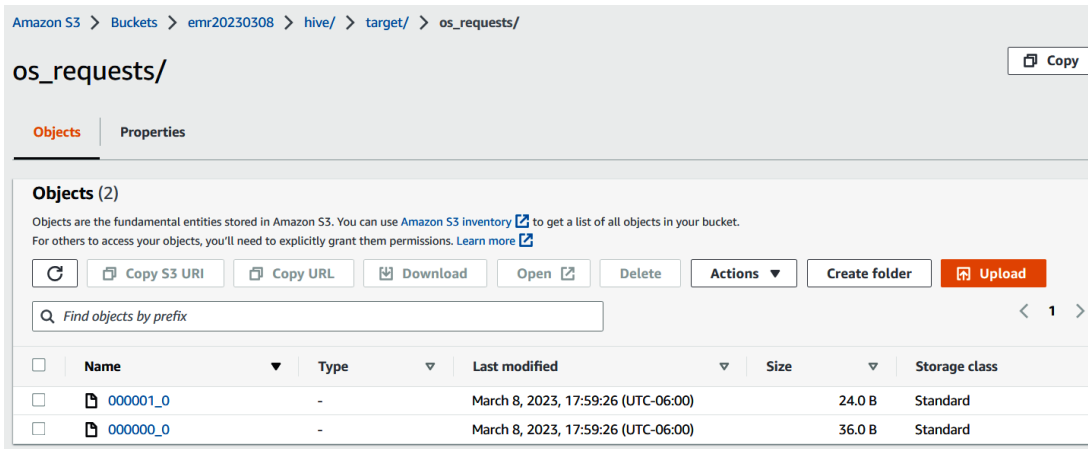 Amazon S3 > Buckets > emr20230308 > hive/ > target/ > os_requests/
Copy
os_requests/
Objects Properties
Objects (2)
Objects are the fundamental entities stored in Amazon S3. You can use Amazon S3 inventory to get a list of all objects in your bucket.
For others to access your objects, you'll need to explicitly grant them permissions. Learn more
Copy S3 URI Copy URL Download Open Delete Actions Create folder Upload
Find objects by prefix
< 1 >
Name Type Last modified Size Storage class
000001_0 - March 8, 2023, 17:59:26 (UTC-06:00) 24.0 B Standard
000000_0 - March 8, 2023, 17:59:26 (UTC-06:00) 36.0 B Standard